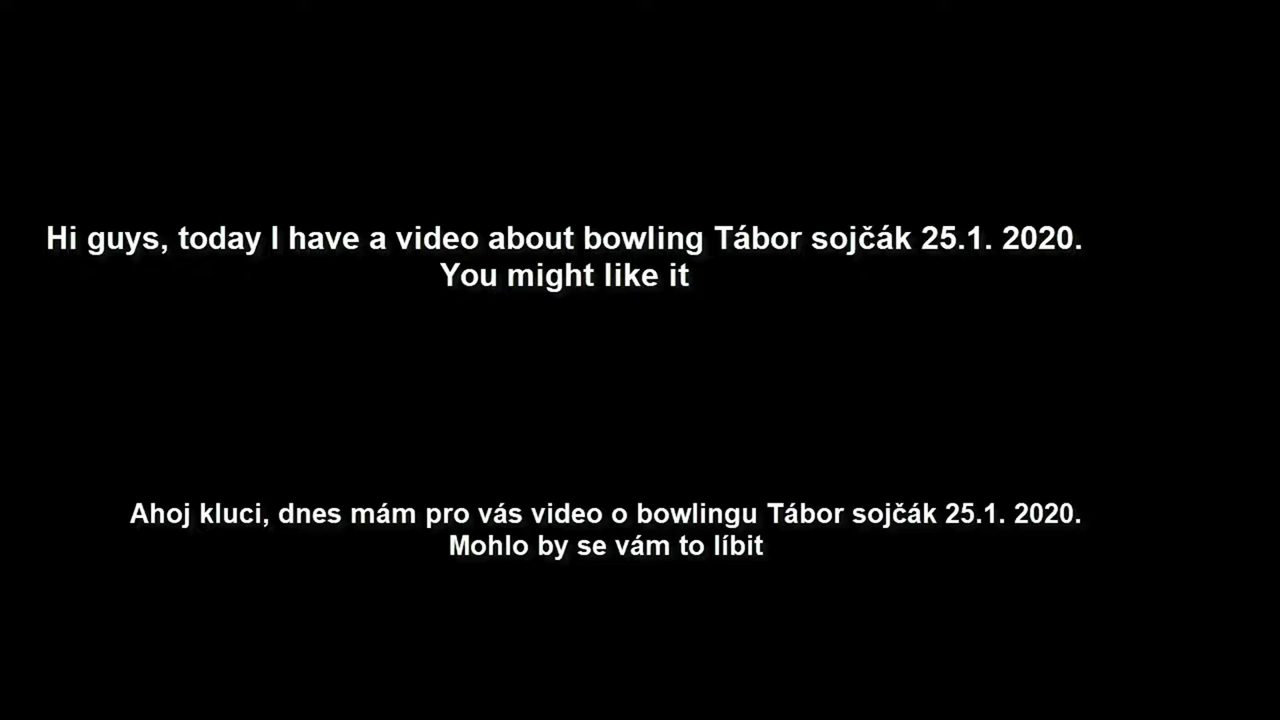 Hi guys, today I have a video about bowling Tábor sojčák 25.1. 2020.
You might like it
Ahoj kluci, dnes mám pro vás video o bowlingu Tábor sojčák 25.1. 2020.
Mohlo by se vám to líbit